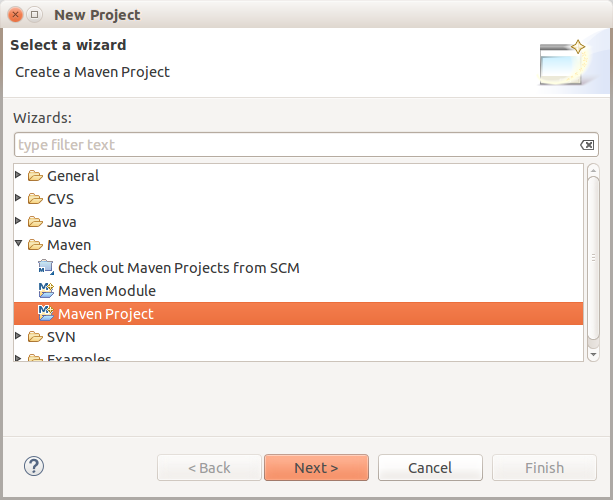 New Project
Select a wizard
Create a Maven Project
Wizards:
type filter text
General
CVS
Java
Maven
Check out Maven Projects from SCM
Maven Module
Maven Project
SVN
Examples
< Back
Next >
Cancel
Finish